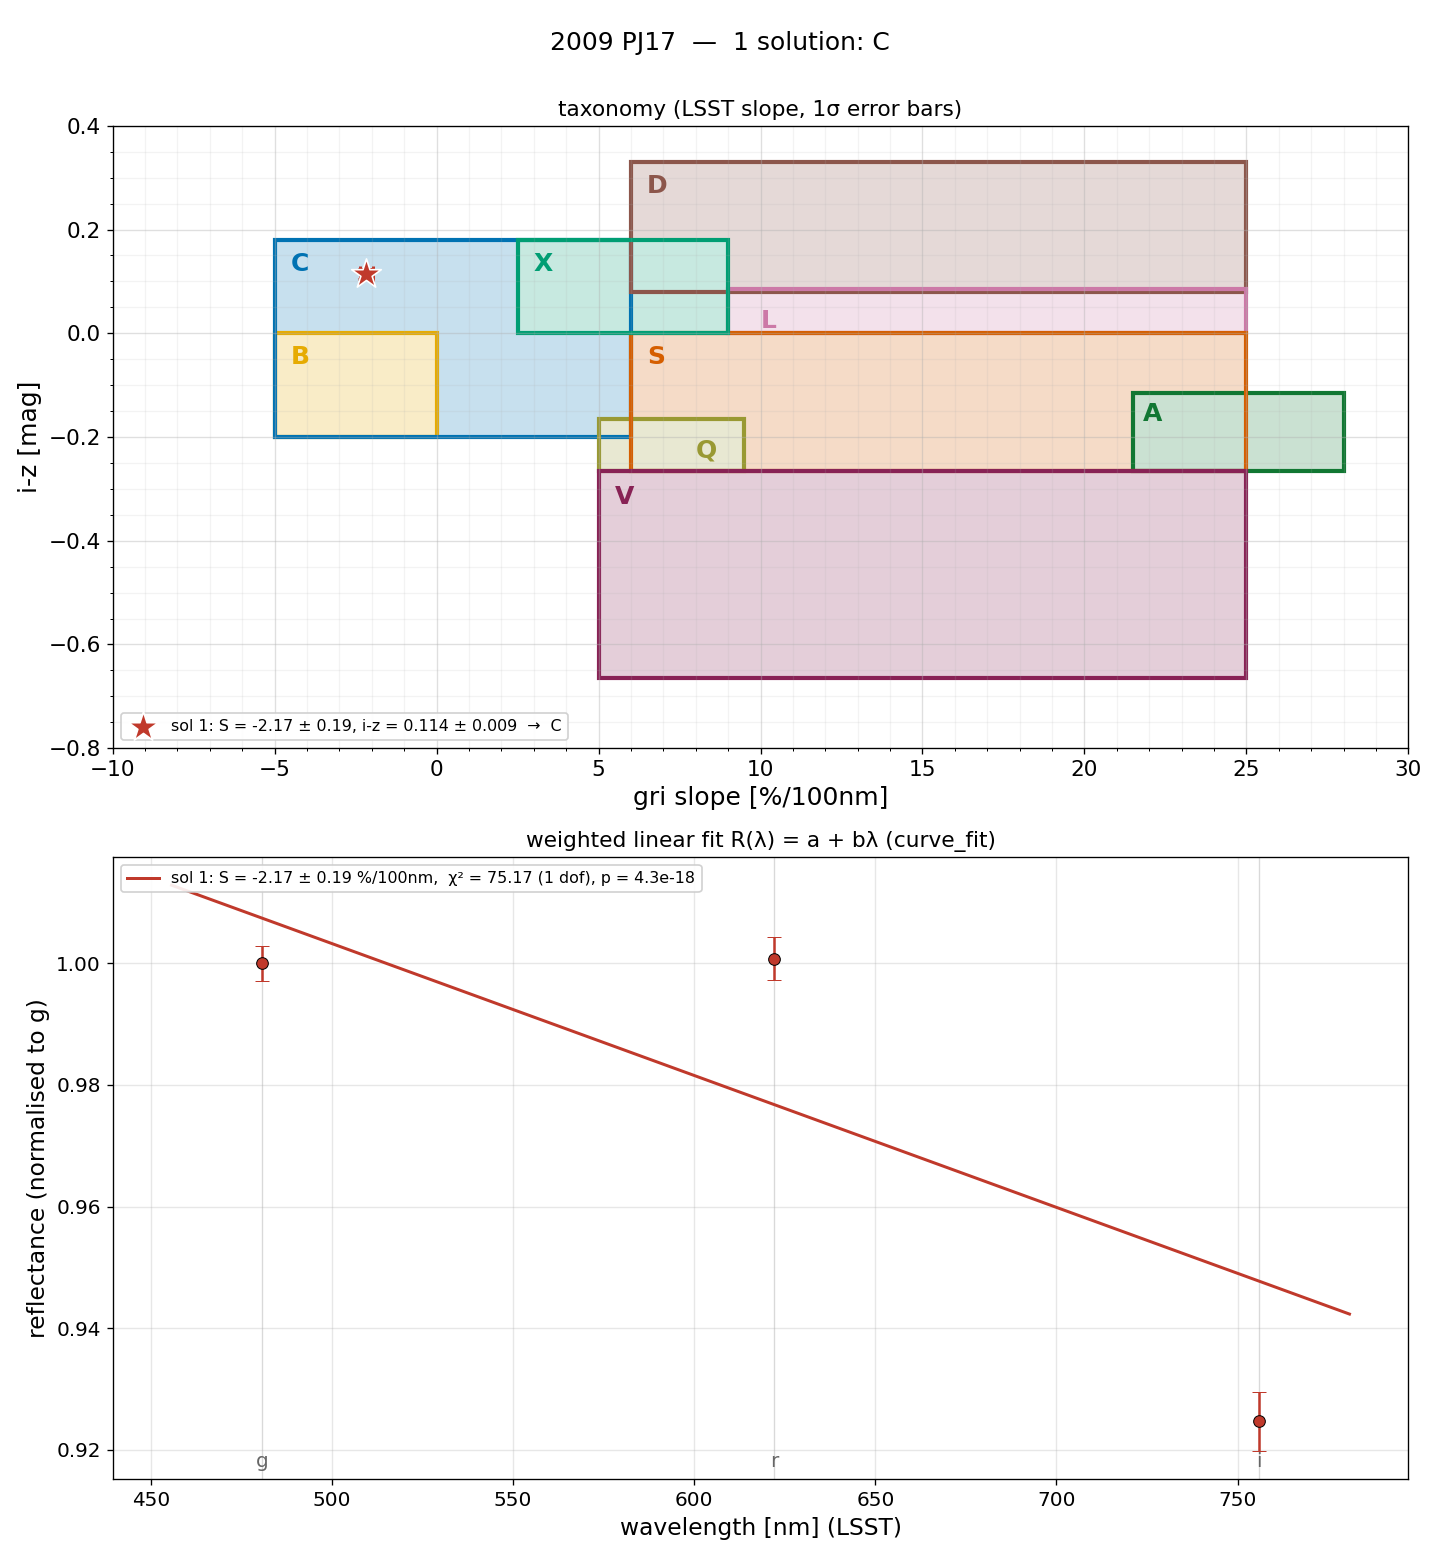 2009 PJ17 — 1 solution: C
taxonomy (LSST slope, 1σ error bars)
0.4
0.2
0.0
−0.2
−0.4
−0.6
−0.8
i-z [mag]
D
C
X
L
B
S
A
Q
V
sol 1: S = -2.17 ± 0.19, i-z = 0.114 ± 0.009 → C
−10
−5
0
5
10
15
20
25
30
gri slope [%/100nm]
weighted linear fit R(λ) = a + bλ (curve_fit)
sol 1: S = -2.17 ± 0.19 %/100nm, χ² = 75.17 (1 dof), p = 4.3e-18
1.00
0.98
0.96
0.94
0.92
reflectance (normalised to g)
g
r
i
450
500
550
600
650
700
750
wavelength [nm] (LSST)